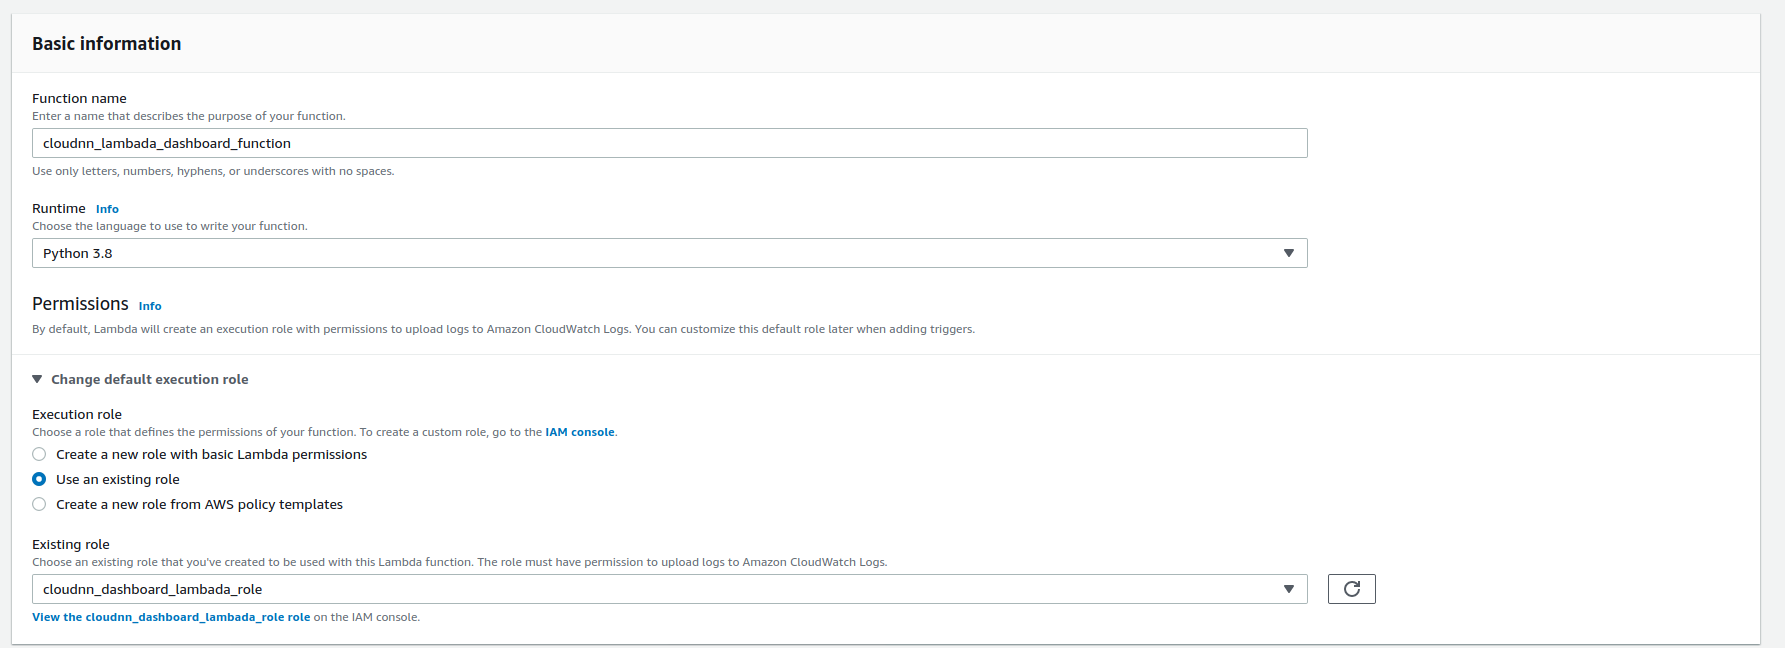 Basic information
Function name
Enter a name that describes the purpose of your function.
cloudnn_lambada_dashboard_function
Use only letters, numbers, hyphens, or underscores with no spaces.
Runtime Info
Choose the language to use to write your function.
Python 3.8
Permissions Info
By default, Lambda will create an execution role with permissions to upload logs to Amazon CloudWatch Logs. You can customize this default role later when adding triggers.
Change default execution role
Execution role
Choose a role that defines the permissions of your function. To create a custom role, go to the IAM console.
Create a new role with basic Lambda permissions
Use an existing role
Create a new role from AWS policy templates
Existing role
Choose an existing role that you've created to be used with this Lambda function. The role must have permission to upload logs to Amazon CloudWatch Logs.
cloudnn_dashboard_lambada_role
View the cloudnn_dashboard_lambada_role role on the IAM console.